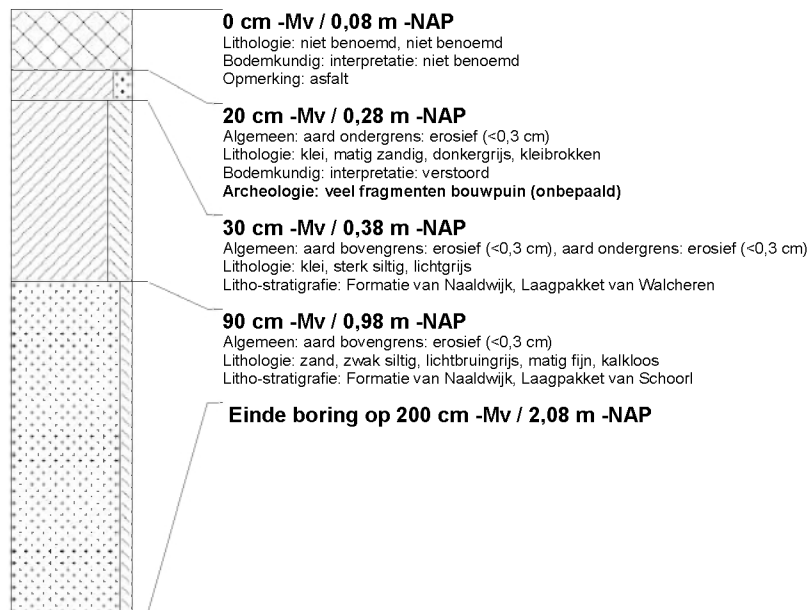 0 cm -Mv / 0,08 m -NAP
Lithologie: niet benoemd, niet benoemd
Bodemkundig: interpretatie: niet benoemd
Opmerking: asfalt
20 cm -Mv / 0,28 m -NAP
Algemeen: aard ondergrens: erosief (<0,3 cm)
Lithologie: klei, matig zandig, donkergrijs, kleibrokken
Bodemkundig: interpretatie: verstoord
Archeologie: veel fragmenten bouwpuin (onbepaald)
30 cm -Mv / 0,38 m -NAP
Algemeen: aard bovengrens: erosief (<0,3 cm), aard ondergrens: erosief (<0,3 cm)
Lithologie: klei, sterk siltig, lichtgrijs
Litho-stratigrafie: Formatie van Naaldwijk, Laagpakket van Walcheren
90 cm -Mv / 0,98 m -NAP
Algemeen: aard bovengrens: erosief (<0,3 cm)
Lithologie: zand, zwak siltig, lichtbruingrijs, matig fijn, kalkloos
Litho-stratigrafie: Formatie van Naaldwijk, Laagpakket van Schoorl
Einde boring op 200 cm -Mv / 2,08 m -NAP